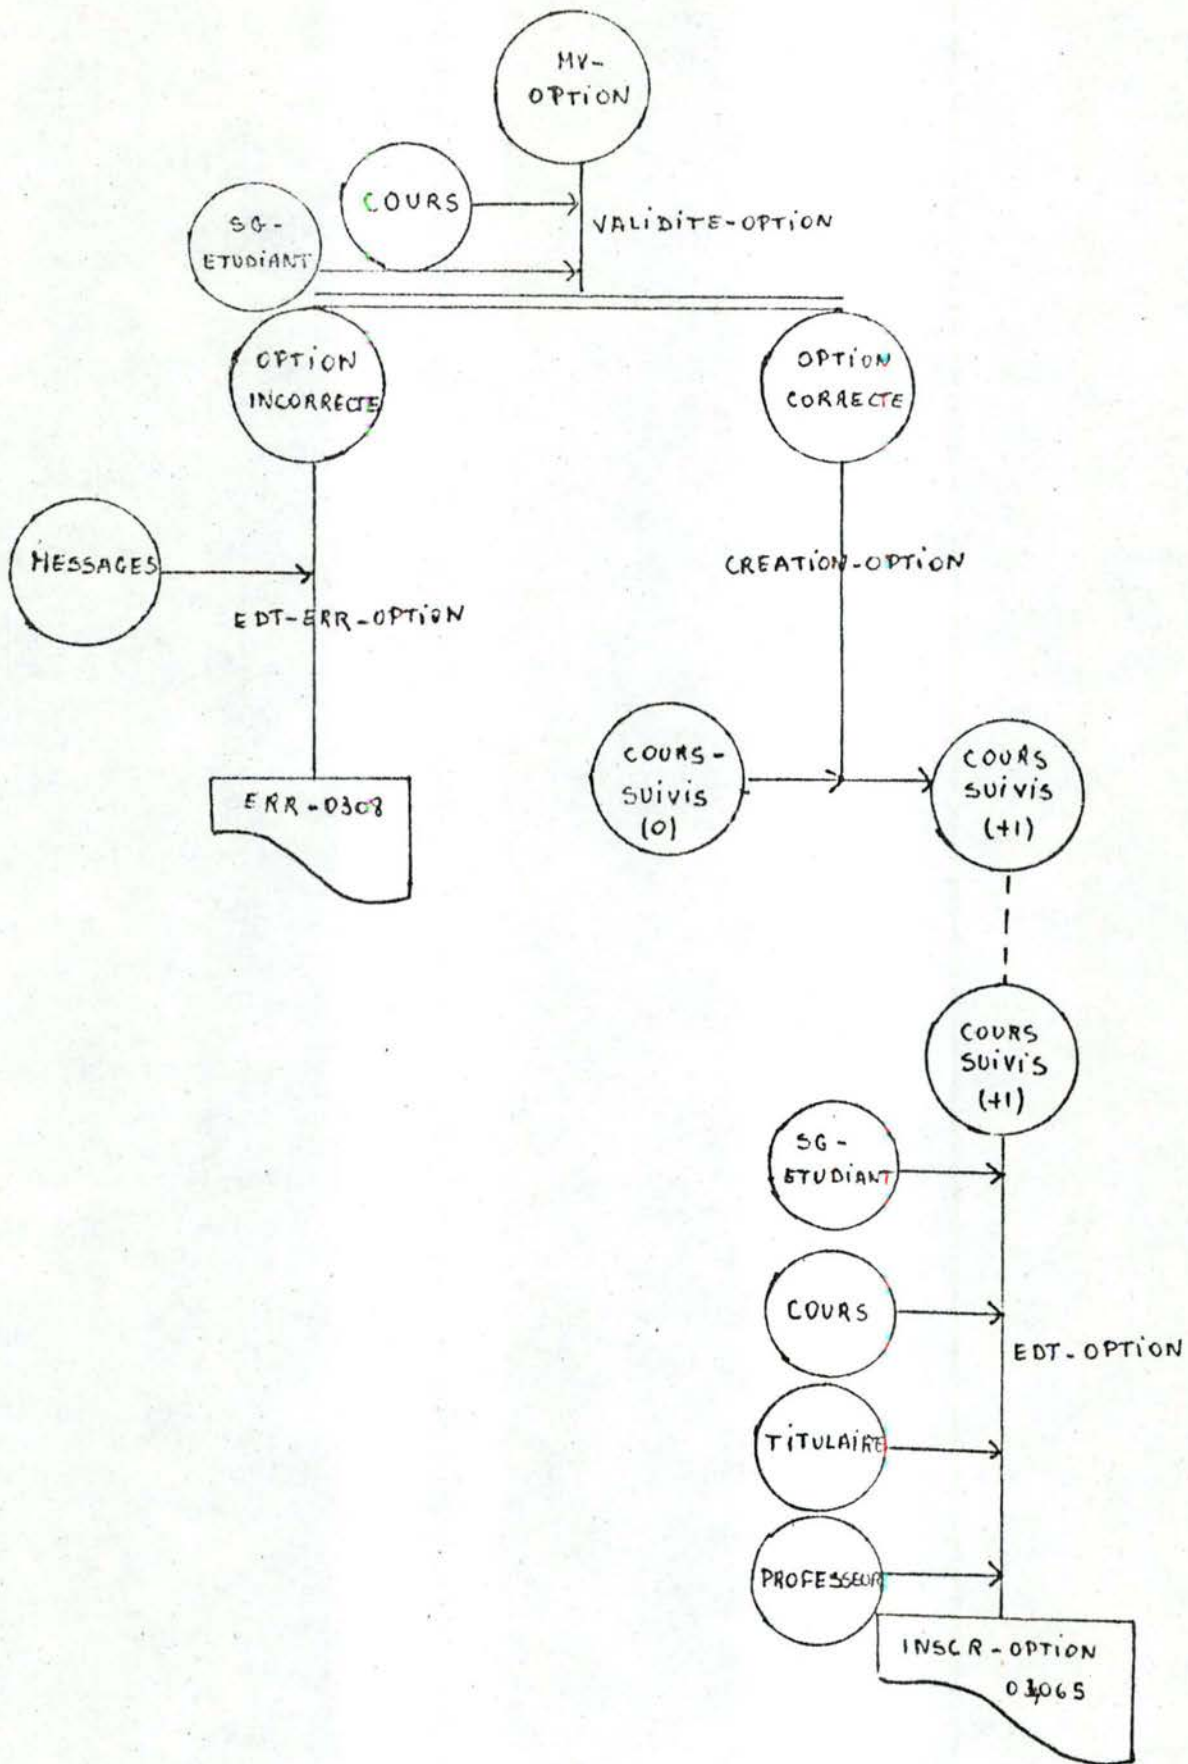 MV-
OPTION
COURS
VALIDITE-OPTION
SG-
ETUDIANT
OPTION
INCORRECTE
OPTION
CORRECTE
MESSAGES
CREATION-OPTION
EDT-ERR-OPTION
COURS-
SUIVIS
(0)
COURS
SUIVIS
(+1)
ERR-0308
COURS
SUIVIS
(+1)
SG-
ETUDIANT
COURS
EDT-OPTION
TITULAIRE
PROFESSEUR
INSCR-OPTION